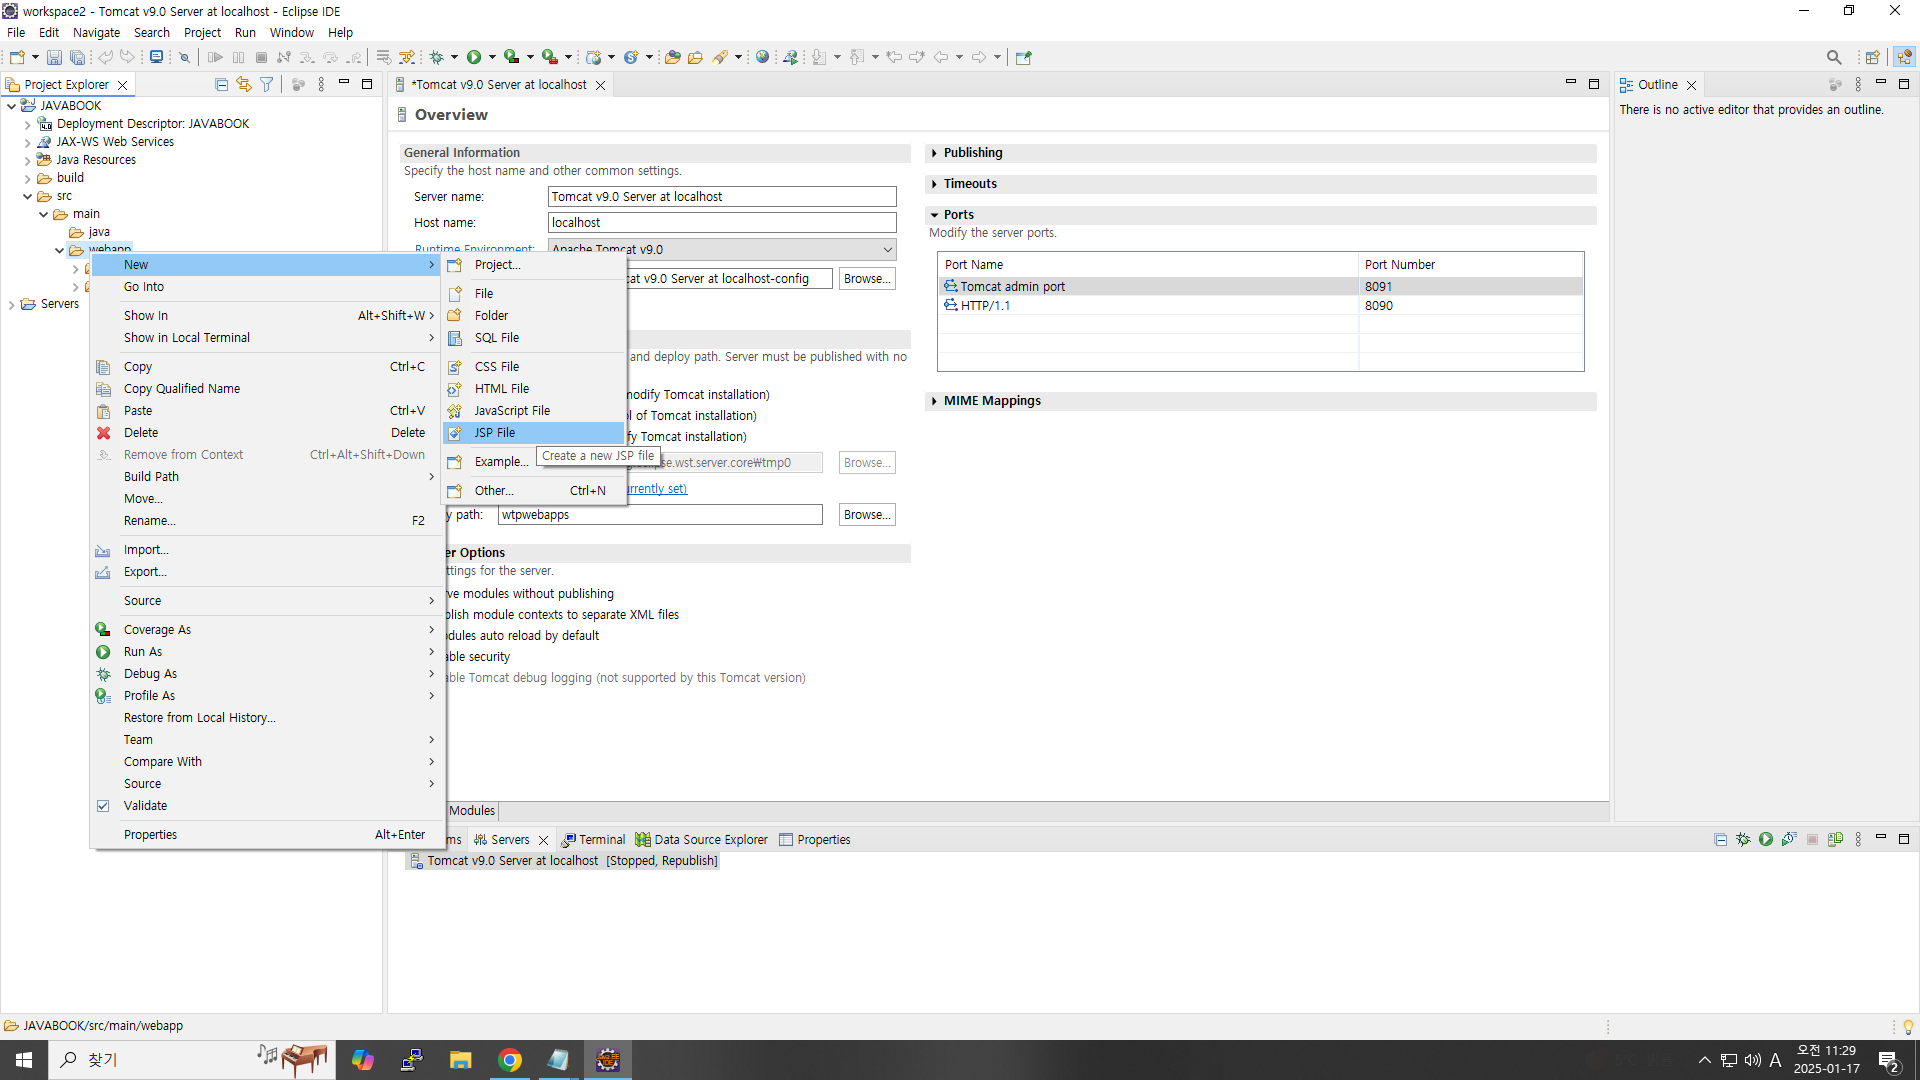 workspace2 - Tomcat v9.0 Server at localhost - Eclipse IDE
File Edit Navigate Search Project Run Window Help
Project Explorer
JAVABOOK
Deployment Descriptor: JAVABOOK
JAX-WS Web Services
Java Resources
build
src
main
java
webapp
Servers
New
Go Into
Show In Alt+Shift+W
Show in Local Terminal
Copy Ctrl+C
Copy Qualified Name
Paste Ctrl+V
Delete Delete
Remove from Context Ctrl+Alt+Shift+Down
Build Path
Move...
Rename... F2
Import...
Export...
Source
Coverage As
Run As
Debug As
Profile As
Restore from Local History...
Team
Compare With
Source
Validate
Properties Alt+Enter
Project...
File
Folder
SQL File
CSS File
HTML File
JavaScript File
JSP File
Create a new JSP file
Example...
Other... Ctrl+N
*Tomcat v9.0 Server at localhost
Overview
General Information
Specify the host name and other common settings.
Server name: Tomcat v9.0 Server at localhost
Host name: localhost
Runtime Environment: Apache Tomcat v9.0
cat v9.0 Server at localhost-config Browse...
and deploy path. Server must be published with no
modify Tomcat installation)
ol of Tomcat installation)
fy Tomcat installation)
clipse.wst.server.core₩tmp0 Browse...
urrently set)
y path: wtpwebapps Browse...
er Options
ttings for the server.
ve modules without publishing
blish module contexts to separate XML files
odules auto reload by default
able security
able Tomcat debug logging (not supported by this Tomcat version)
Modules
Publishing
Timeouts
Ports
Modify the server ports.
Port Name Port Number
Tomcat admin port 8091
HTTP/1.1 8090
MIME Mappings
Outline
There is no active editor that provides an outline.
ms Servers Terminal Data Source Explorer Properties
Tomcat v9.0 Server at localhost [Stopped, Republish]
JAVABOOK/src/main/webapp
찾기
A
오전 11:29
2025-01-17
2